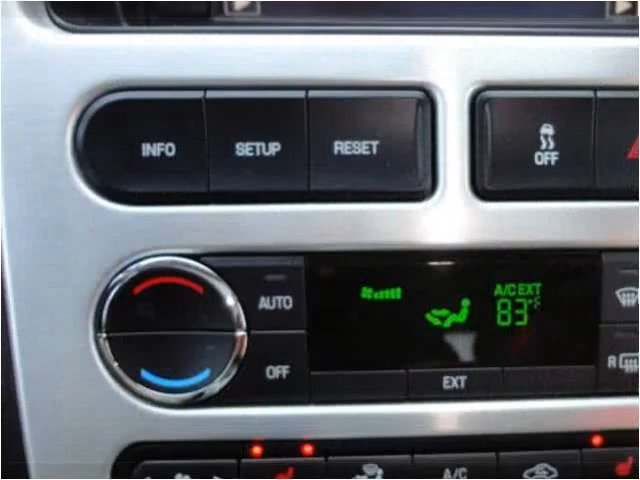 INFO SETUP RESET OFF
A/C EXT
83°F
AUTO
OFF
EXT
R
A/C